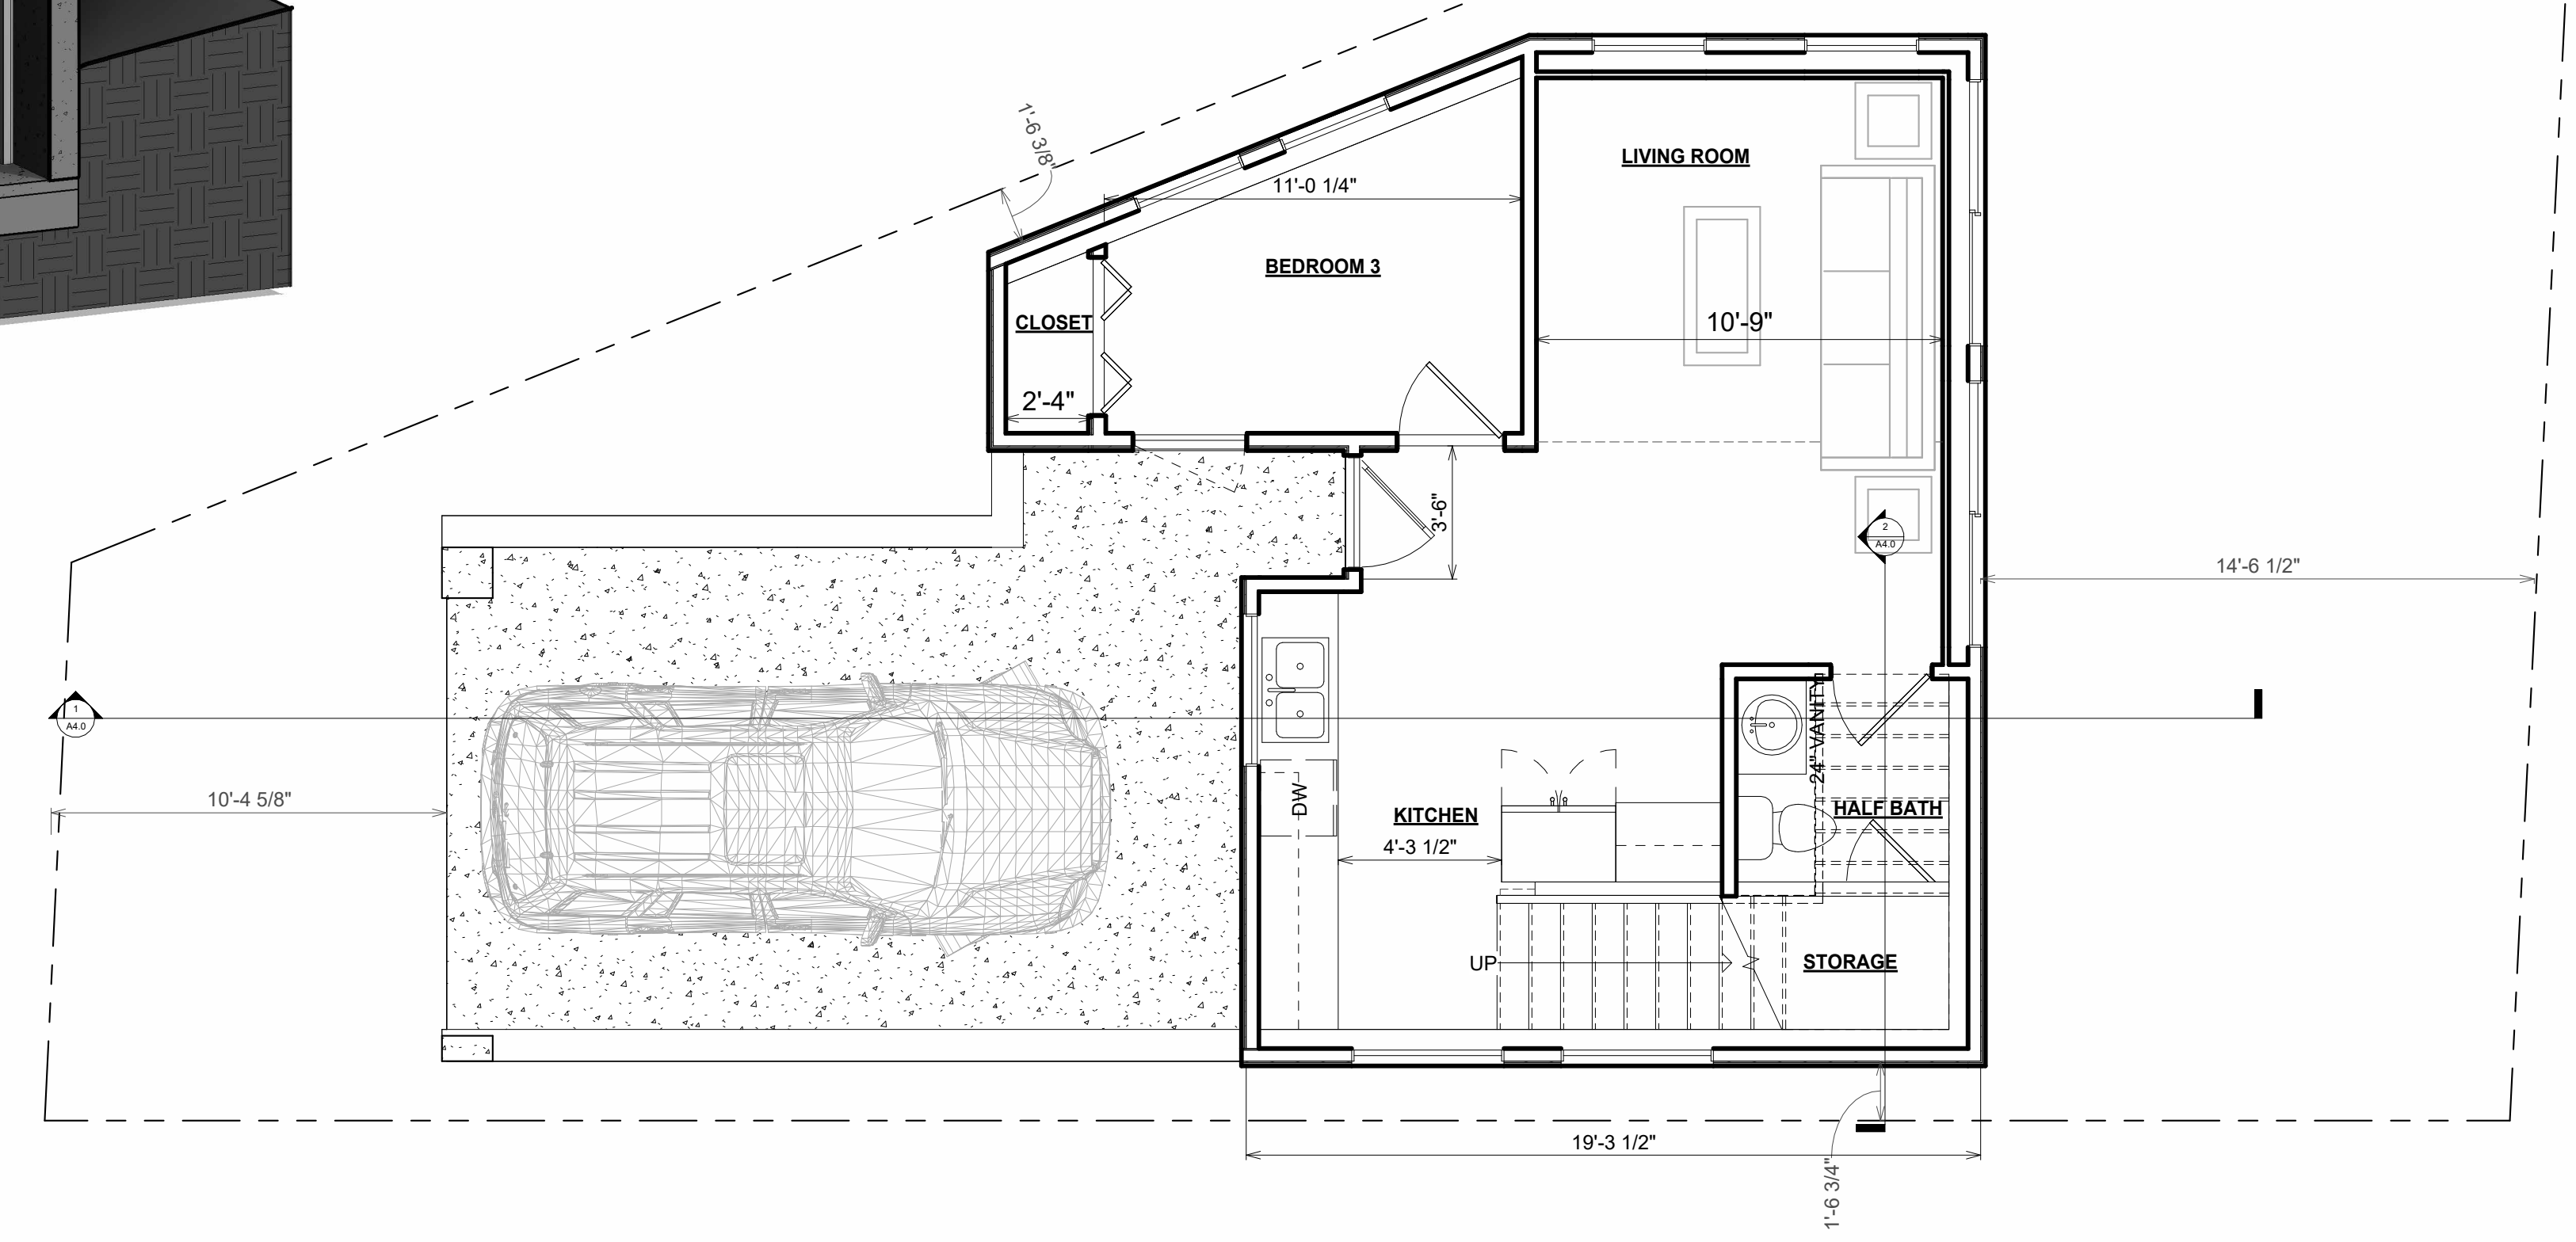 1'-6 3/8"
LIVING ROOM
11'-0 1/4"
BEDROOM 3
CLOSET
10'-9"
2'-4"
3'-6"
2
A4.0
14'-6 1/2"
1
A4.0
24" VANITY
10'-4 5/8"
DW
KITCHEN
HALF BATH
4'-3 1/2"
UP
STORAGE
19'-3 1/2"
1'-6 3/4"